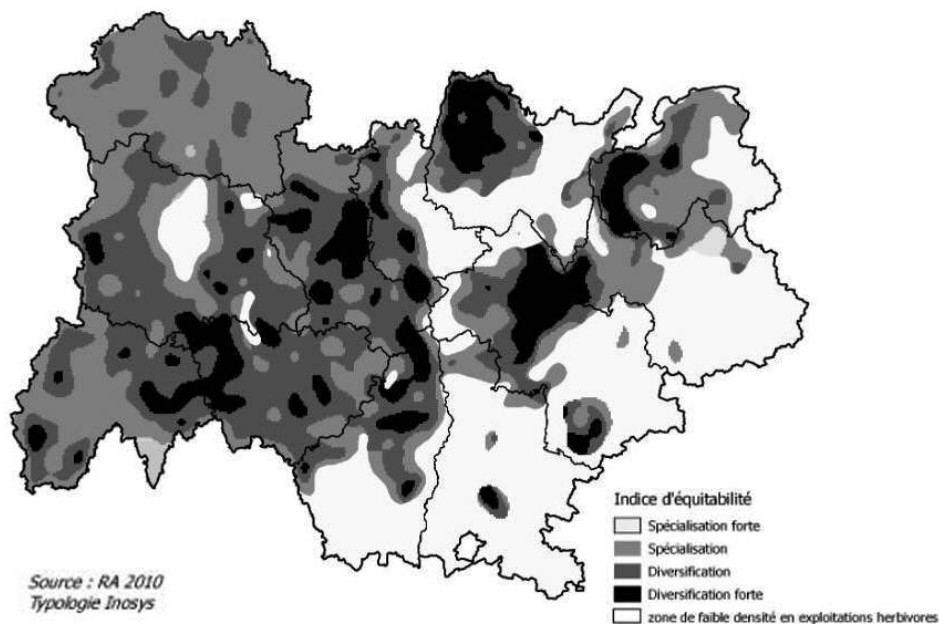 Indice d'équitabilité
Spécialisation forte
Spécialisation
Diversification
Diversification forte
zone de faible densité en exploitations herbivores
Source : RA 2010
Typologie Inosys